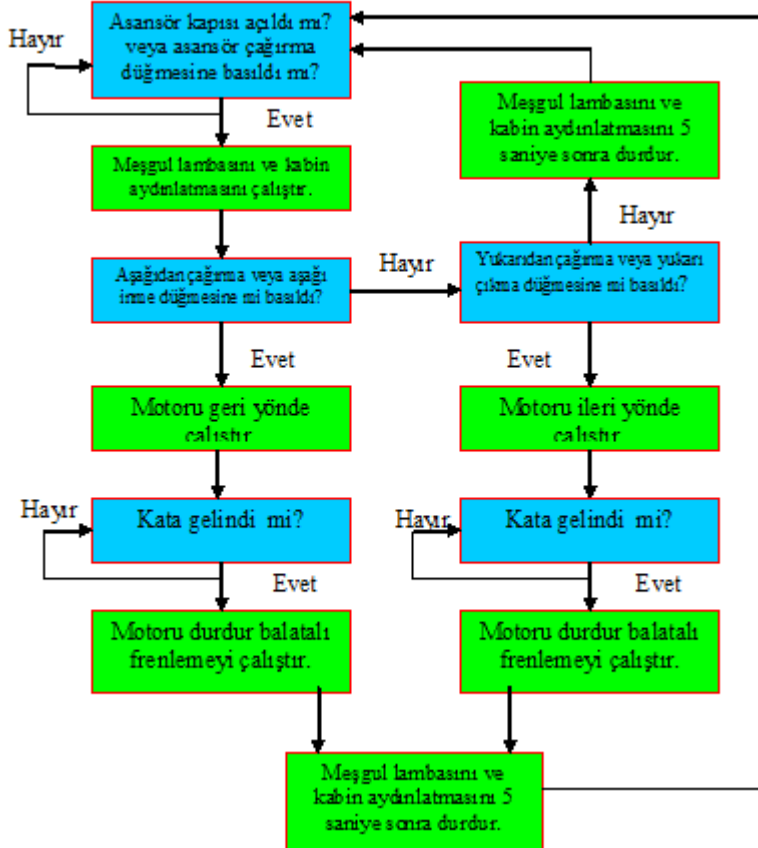 Asansör kapısı açıldı mı?
veya asansör çağırma
düğmesine basıldı mı?
Hayır
Evet
Meşgul lambasını ve
kabin aydınlatmasını 5
saniye sonra durdur.
Meşgul lambasını ve kabin
aydınlatmasını çalıştır.
Hayır
Hayır
Aşağıdan çağırma veya aşağı
inme düğmesine mi basıldı?
Yukarıdan çağırma veya yukarı
çıkma düğmesine mi basıldı?
Evet
Evet
Motoru geri yönde
çalıştır
Motoru ileri yönde
çalıştır
Hayır
Kata gelindi mi?
Hayır
Kata gelindi mi?
Evet
Evet
Motoru durdur balatalı
frenlemeyi çalıştır.
Motoru durdur balatalı
frenlemeyi çalıştır.
Meşgul lambasını ve
kabin aydınlatmasını 5
saniye sonra durdur.